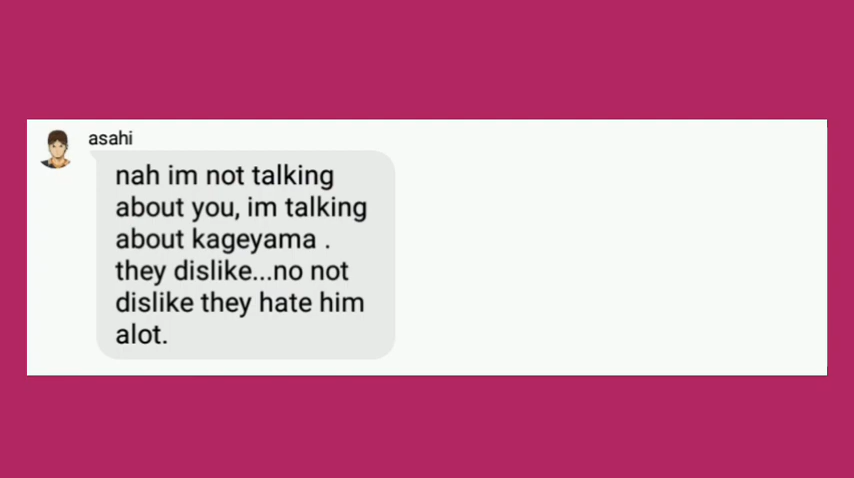 asahi
nah im not talking
about you, im talking
about kageyama .
they dislike...no not
dislike they hate him
alot.